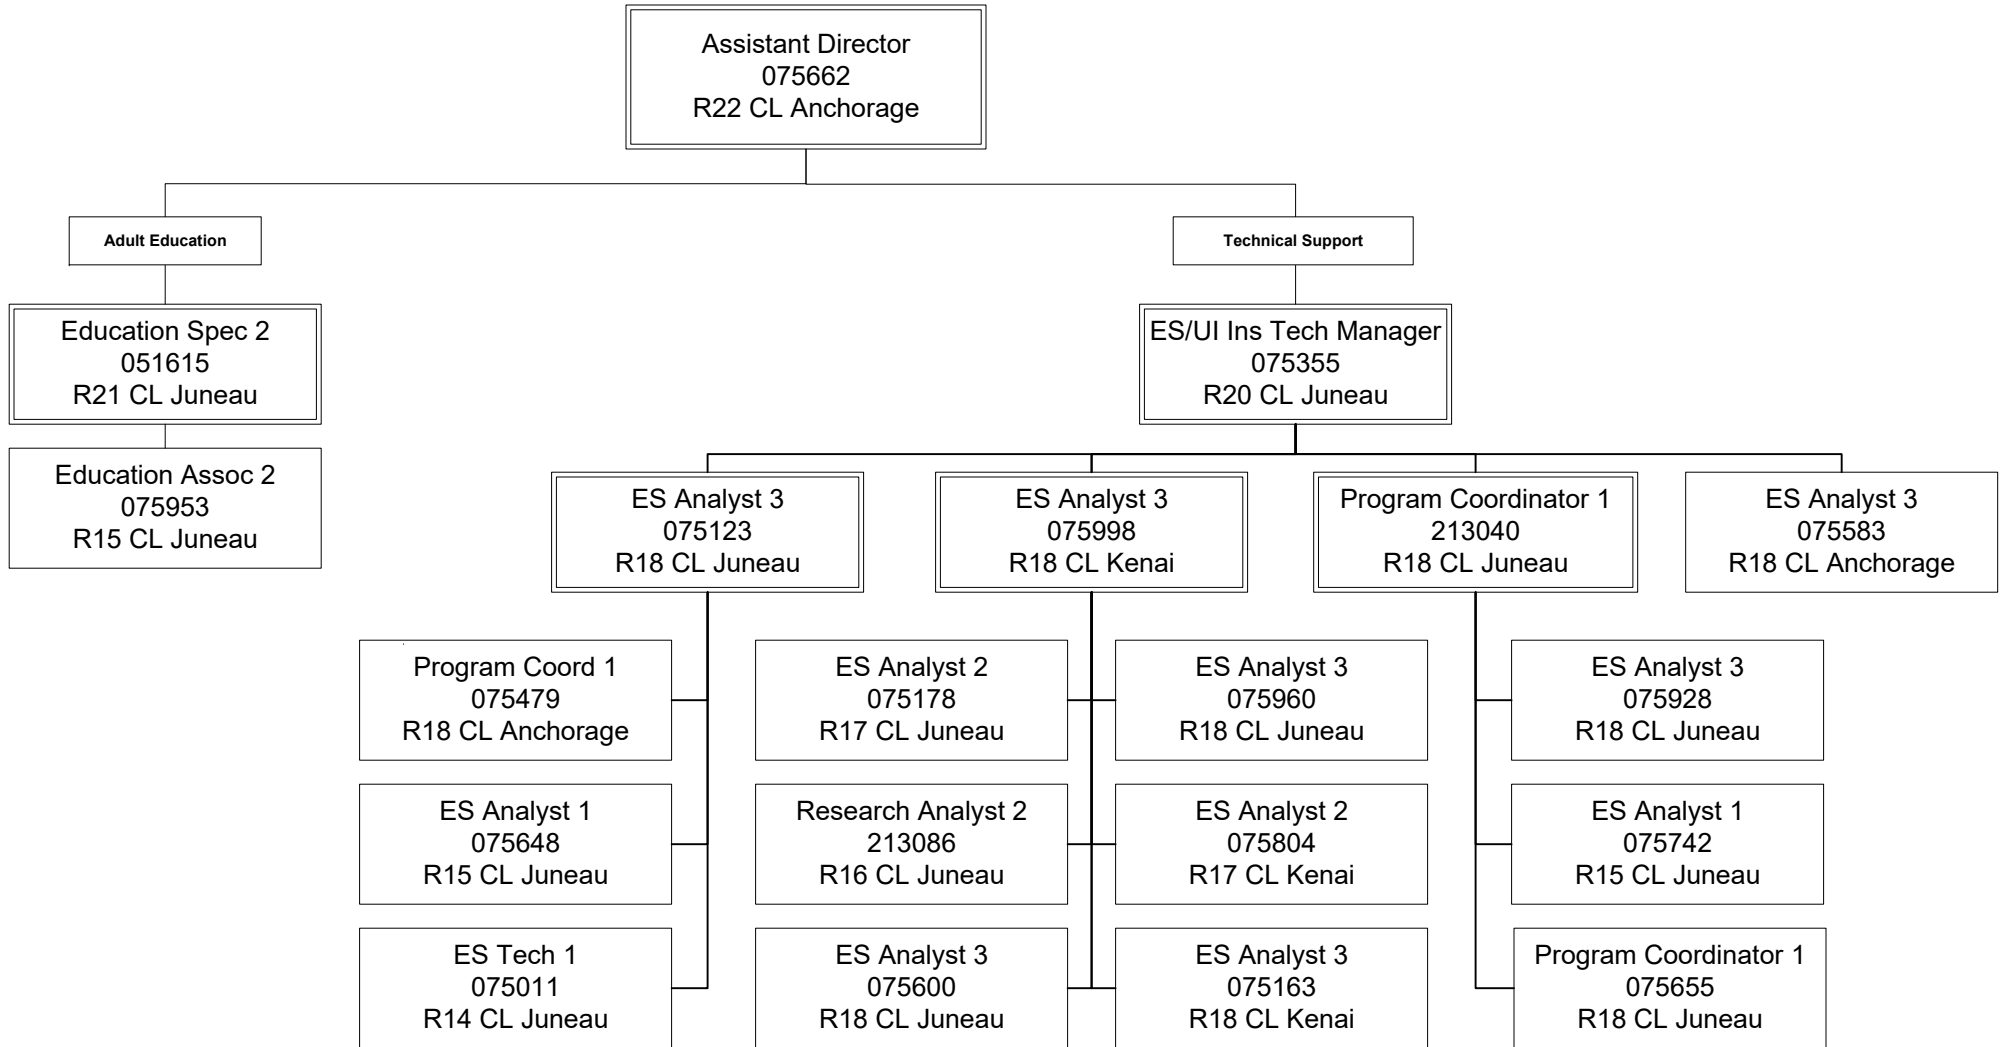 Assistant Director
075662
R22 CL Anchorage
Adult Education
Technical Support
Education Spec 2
051615
R21 CL Juneau
ES/UI Ins Tech Manager
075355
R20 CL Juneau
Education Assoc 2
075953
R15 CL Juneau
ES Analyst 3
075123
R18 CL Juneau
ES Analyst 3
075998
R18 CL Kenai
Program Coordinator 1
213040
R18 CL Juneau
ES Analyst 3
075583
R18 CL Anchorage
Program Coord 1
075479
R18 CL Anchorage
ES Analyst 2
075178
R17 CL Juneau
ES Analyst 3
075960
R18 CL Juneau
ES Analyst 3
075928
R18 CL Juneau
ES Analyst 1
075648
R15 CL Juneau
Research Analyst 2
213086
R16 CL Juneau
ES Analyst 2
075804
R17 CL Kenai
ES Analyst 1
075742
R15 CL Juneau
ES Tech 1
075011
R14 CL Juneau
ES Analyst 3
075600
R18 CL Juneau
ES Analyst 3
075163
R18 CL Kenai
Program Coordinator 1
075655
R18 CL Juneau